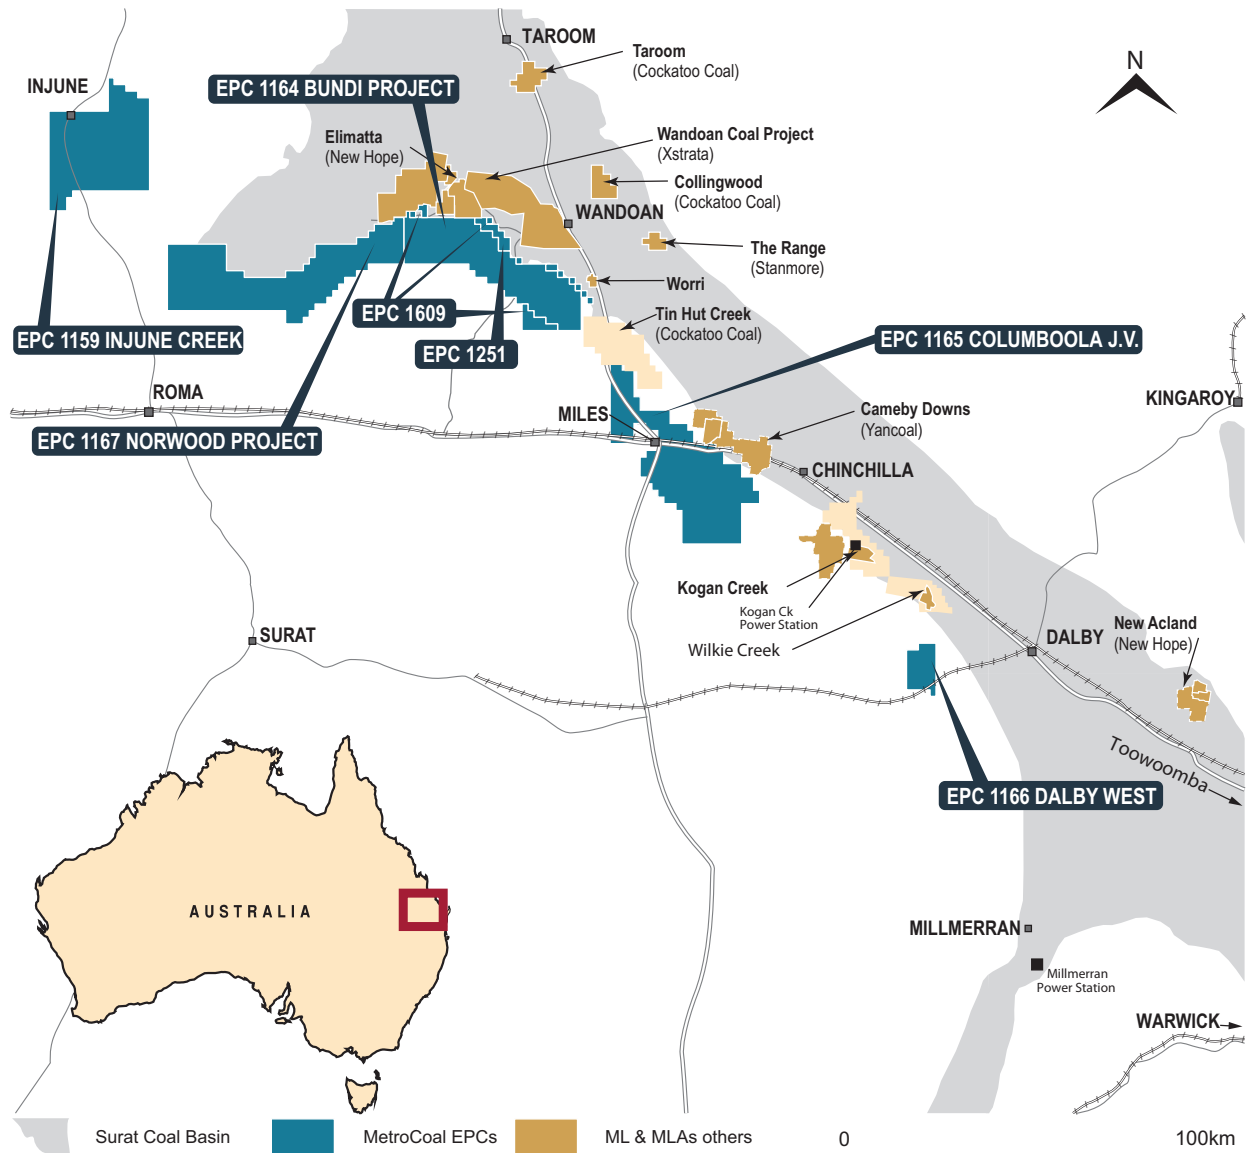 TAROOM
Taroom
(Cockatoo Coal)
N
INJUNE
EPC 1164 BUNDI PROJECT
Elimatta
(New Hope)
Wandoan Coal Project
(Xstrata)
Collingwood
(Cockatoo Coal)
WANDOAN
The Range
(Stanmore)
Worri
EPC 1609
Tin Hut Creek
(Cockatoo Coal)
EPC 1159 INJUNE CREEK
EPC 1251
EPC 1165 COLUMBOOLA J.V.
ROMA
KINGAROY
EPC 1167 NORWOOD PROJECT
MILES
Cameby Downs
(Yancoal)
CHINCHILLA
Kogan Creek
Kogan Ck
Power Station
Wilkie Creek
SURAT
DALBY
New Acland
(New Hope)
Toowoomba
EPC 1166 DALBY WEST
AUSTRALIA
MILLMERRAN
Millmerran
Power Station
WARWICK
Surat Coal Basin
MetroCoal EPCs
ML & MLAs others
0
100km